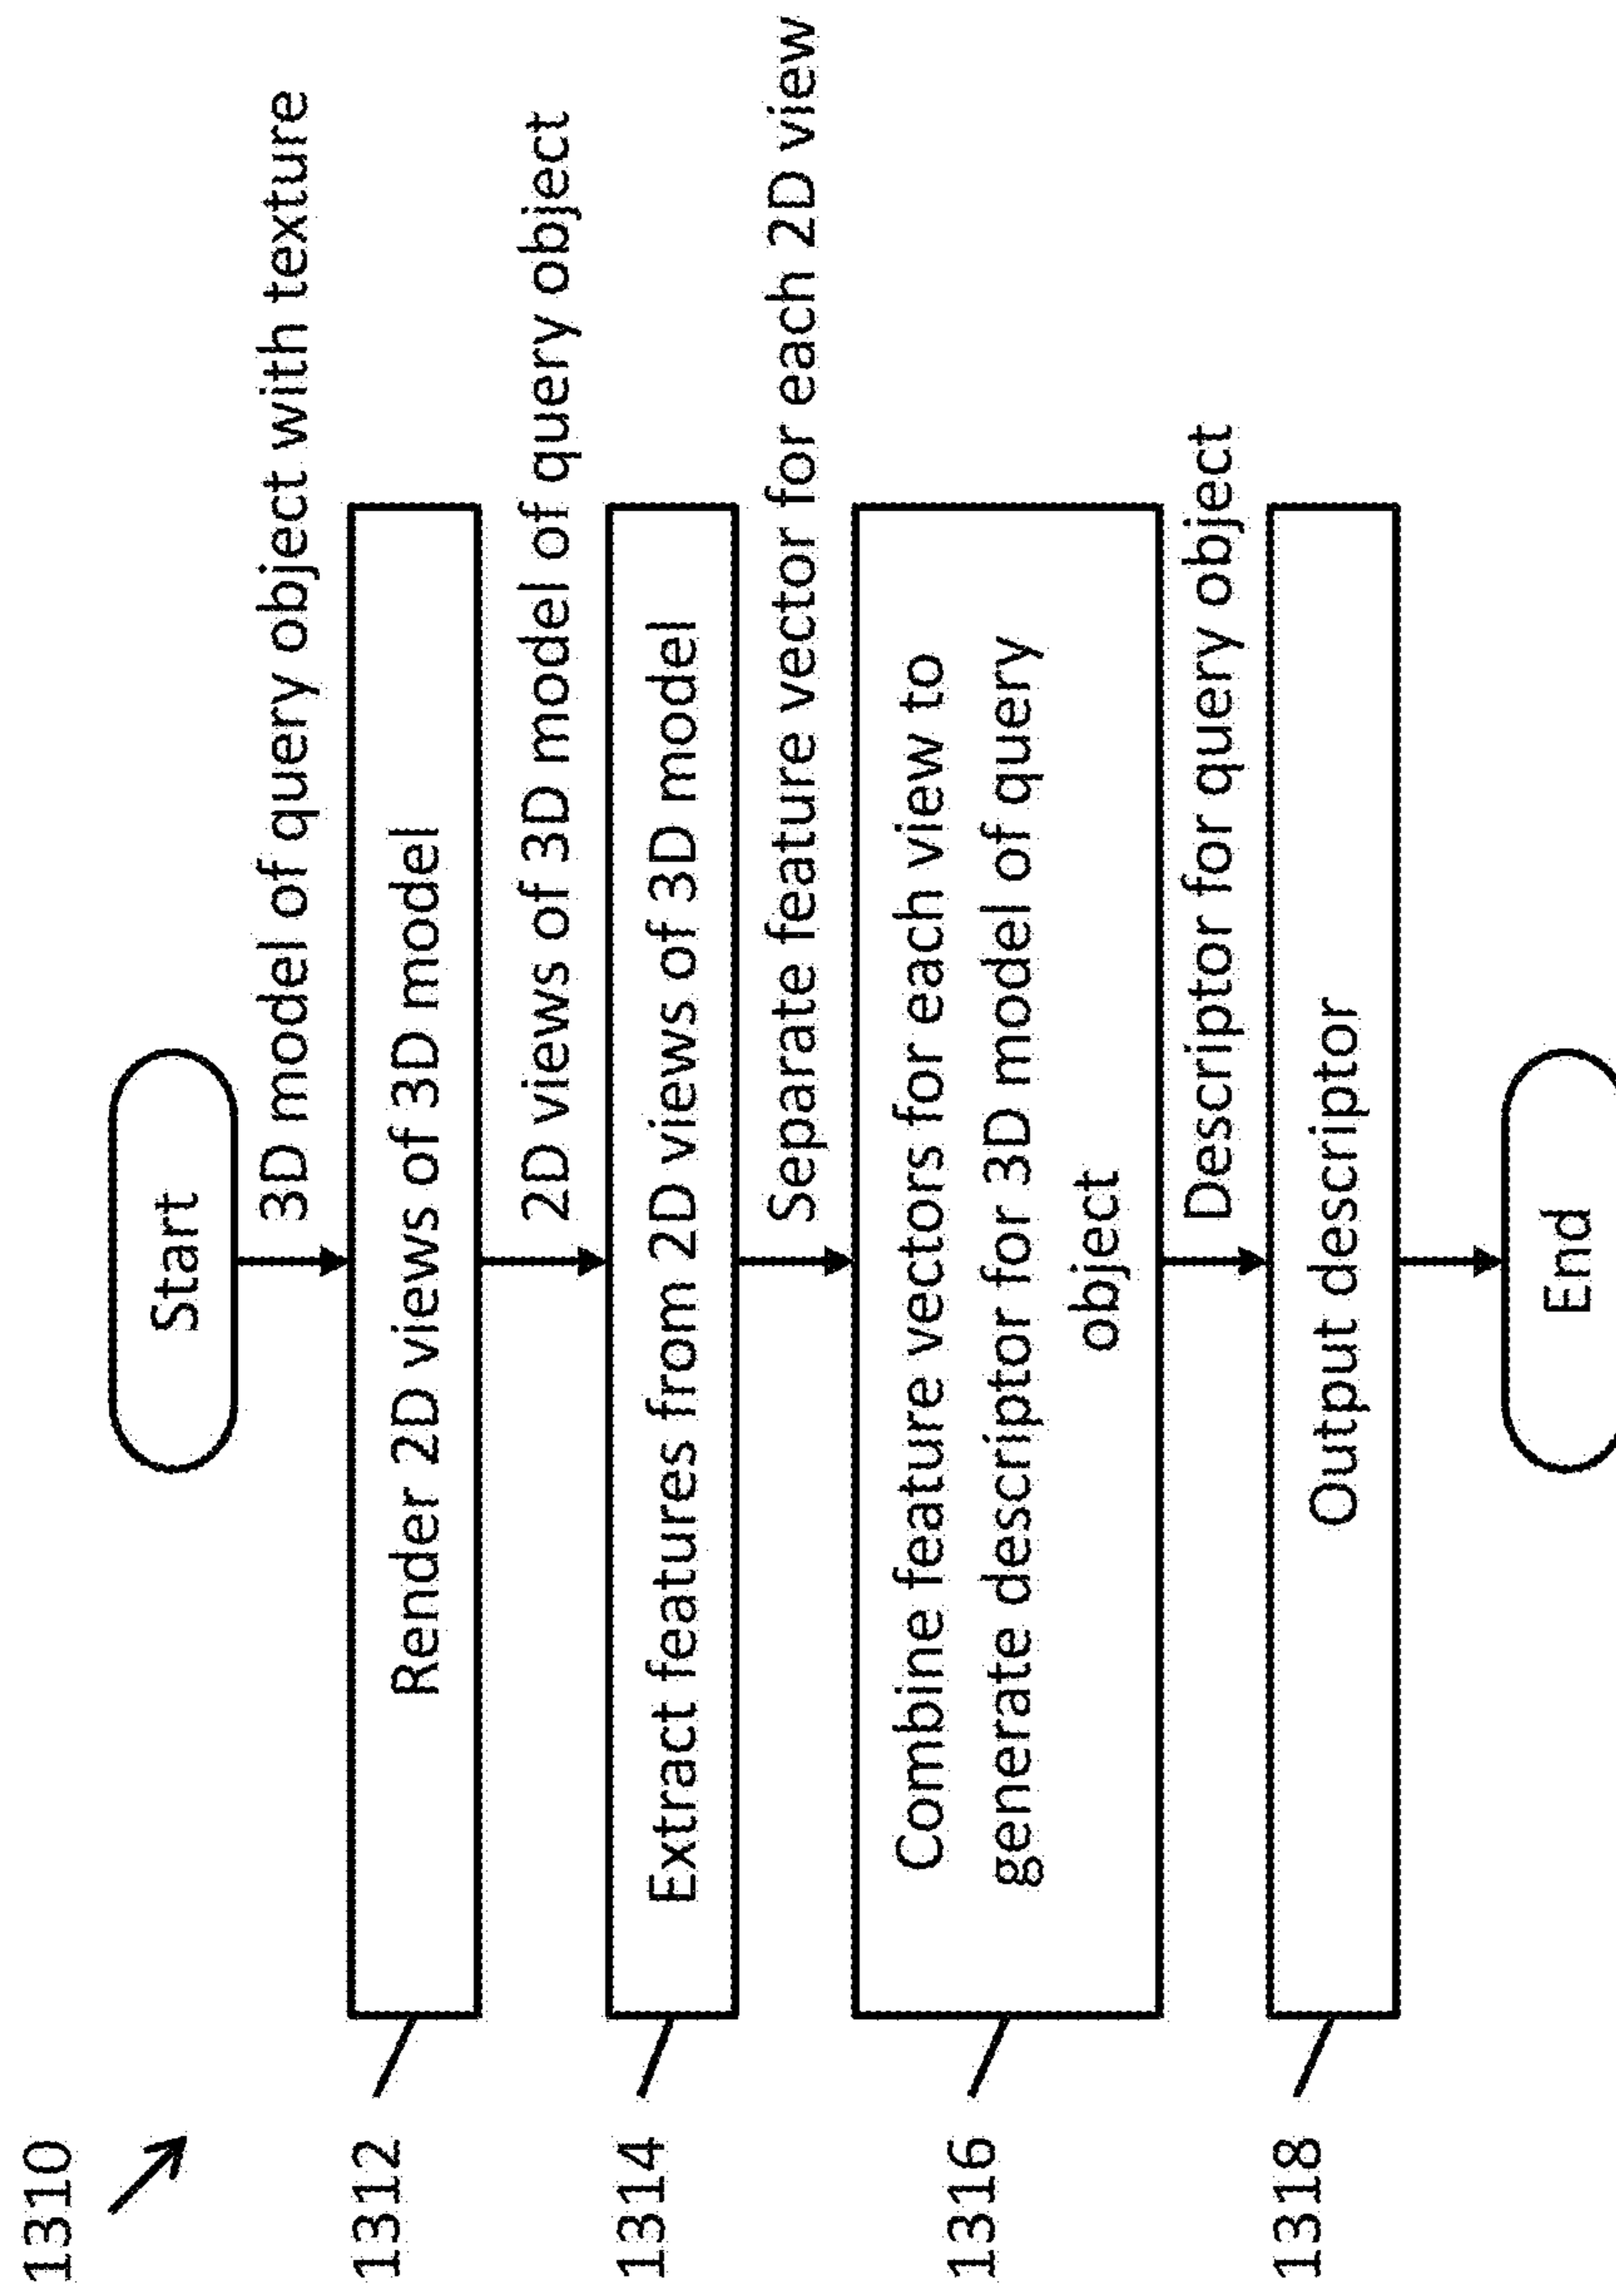 1310
Start
3D model of query object with texture
1312
Render 2D views of 3D model
2D views of 3D model of query object
1314
Extract features from 2D views of 3D model
Separate feature vector for each 2D view
1316
Combine feature vectors for each view to
generate descriptor for 3D model of query
object
Descriptor for query object
1318
Output descriptor
End